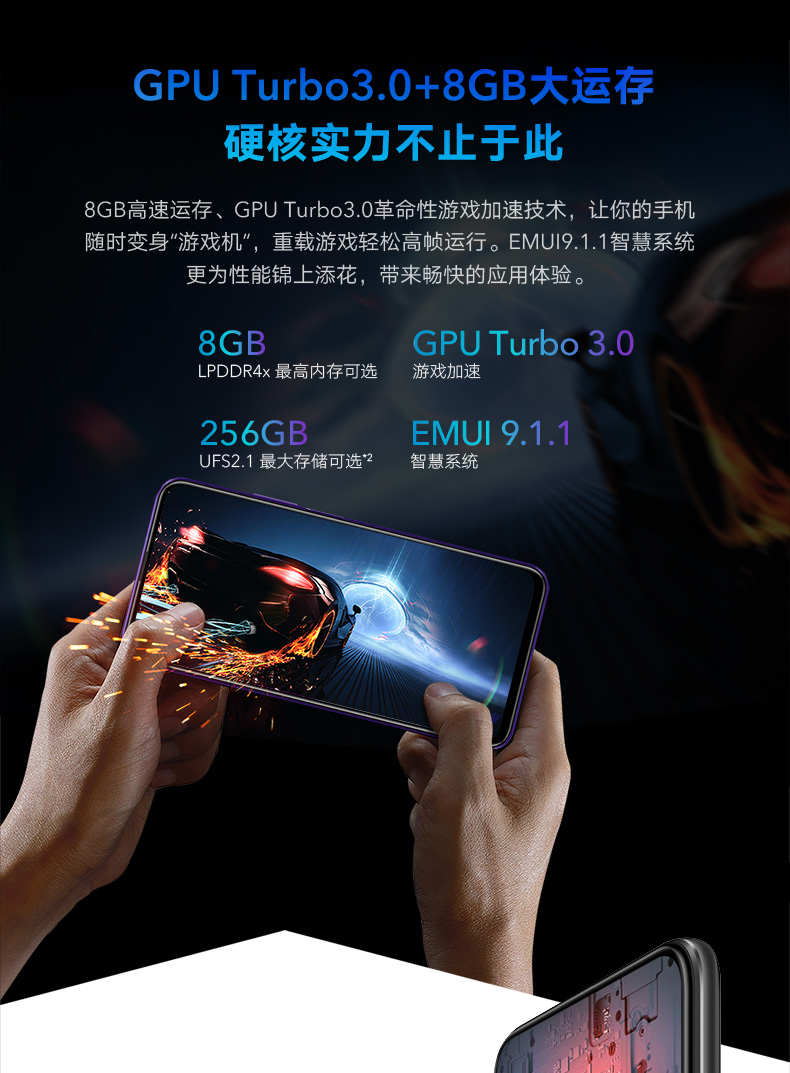 GPU Turbo3.0+8GB大运存
硬核实力不止于此
8GB高速运存、GPU Turbo3.0革命性游戏加速技术，让你的手机
随时变身“游戏机”，重载游戏轻松高帧运行。EMUI9.1.1智慧系统
更为性能锦上添花，带来畅快的应用体验。
8GB
LPDDR4x 最高内存可选
GPU Turbo 3.0
游戏加速
256GB
UFS2.1 最大存储可选*2
EMUI 9.1.1
智慧系统